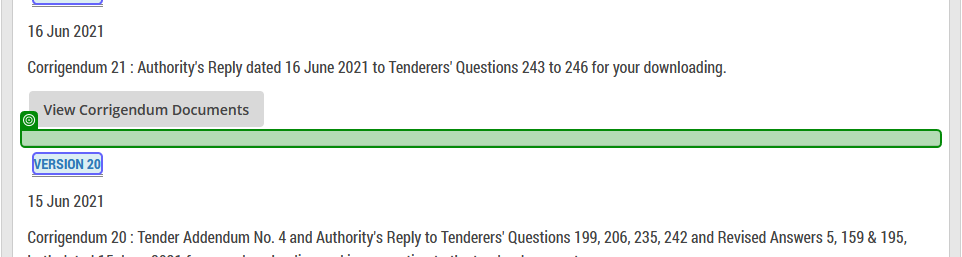 16 Jun 2021
Corrigendum 21 : Authority's Reply dated 16 June 2021 to Tenderers' Questions 243 to 246 for your downloading.
View Corrigendum Documents
VERSION 20
15 Jun 2021
Corrigendum 20 : Tender Addendum No. 4 and Authority's Reply to Tenderers' Questions 199, 206, 235, 242 and Revised Answers 5, 159 & 195,